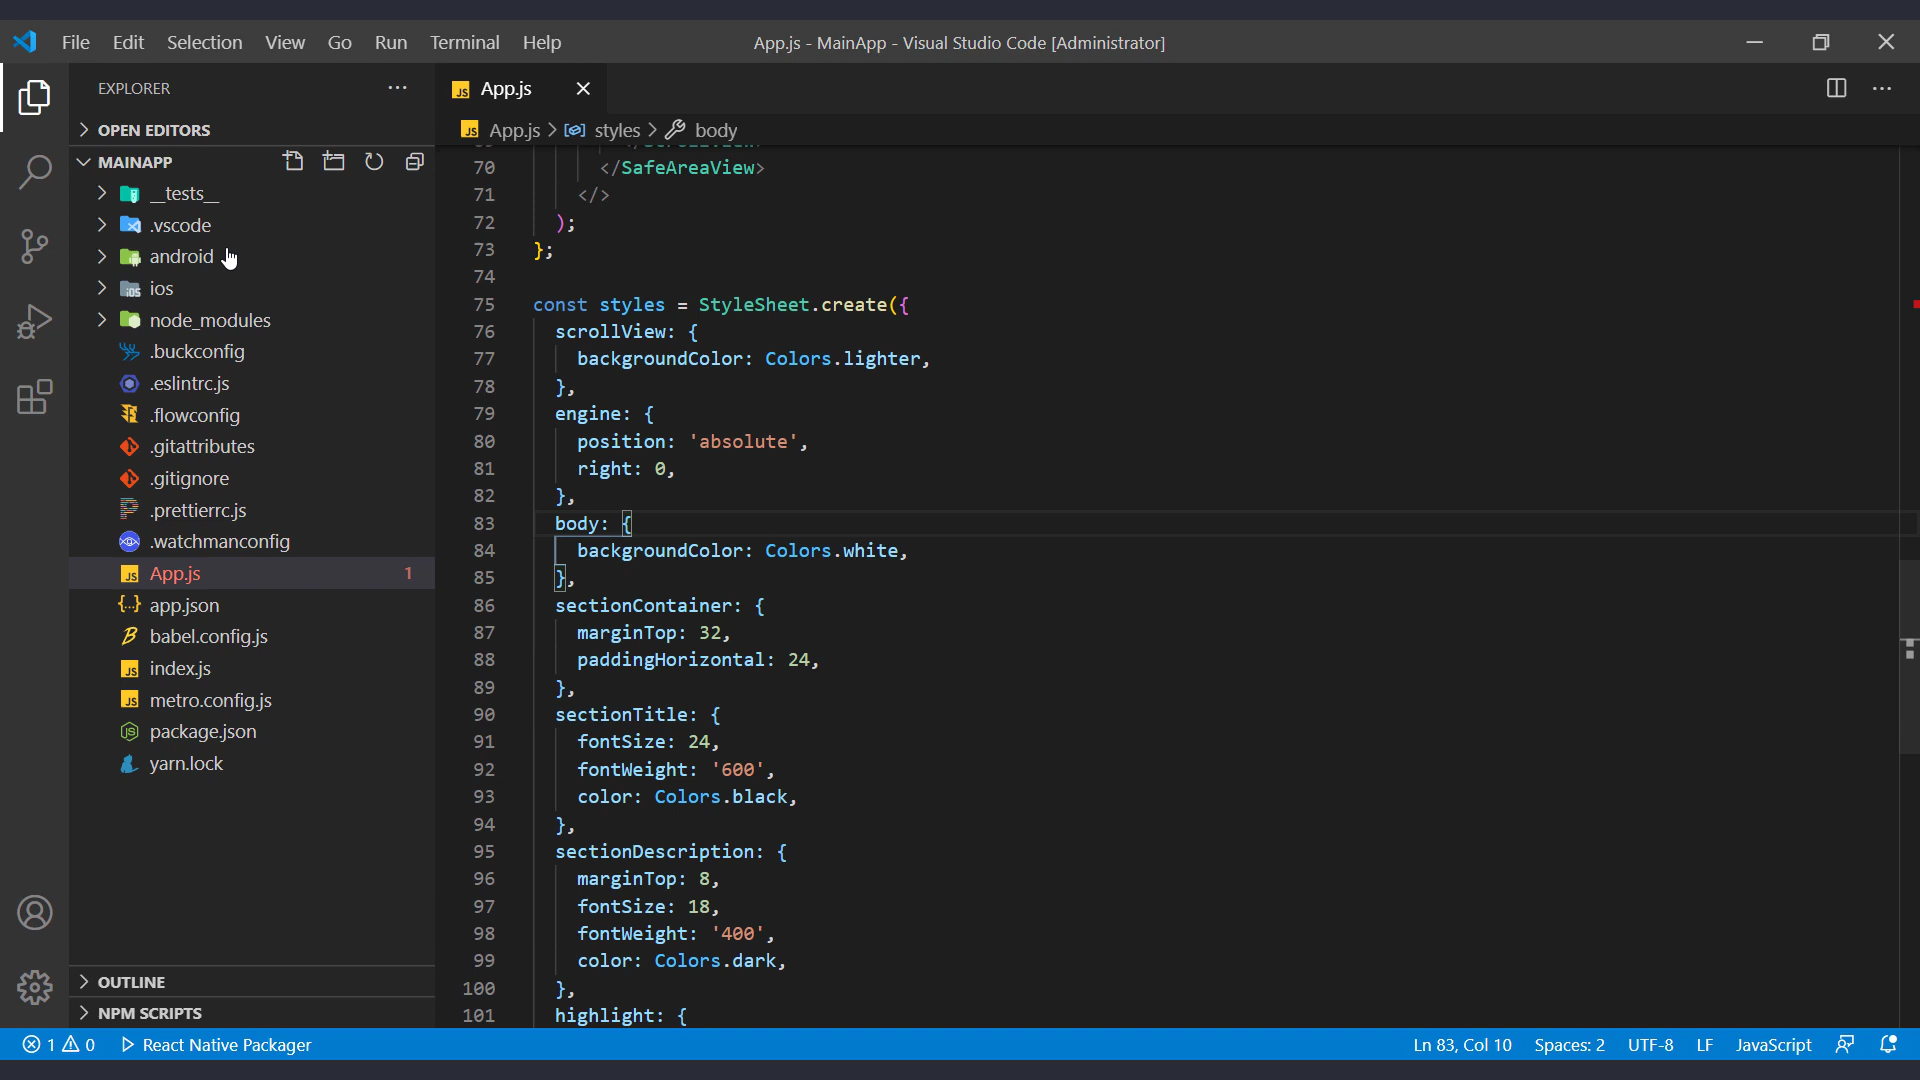 File Edit Selection View Go Run Terminal Help
App.js - MainApp - Visual Studio Code [Administrator]
EXPLORER
OPEN EDITORS
MAINAPP
__tests__
.vscode
android
ios
node_modules
.buckconfig
.eslintrc.js
.flowconfig
.gitattributes
.gitignore
.prettierrc.js
.watchmanconfig
App.js 1
app.json
babel.config.js
index.js
metro.config.js
package.json
yarn.lock
OUTLINE
NPM SCRIPTS
App.js
App.js > styles > body
70 </SafeAreaView>
71 </>
72 );
73 };
74
75 const styles = StyleSheet.create({
76 scrollView: {
77 backgroundColor: Colors.lighter,
78 },
79 engine: {
80 position: 'absolute',
81 right: 0,
82 },
83 body: {
84 backgroundColor: Colors.white,
85 },
86 sectionContainer: {
87 marginTop: 32,
88 paddingHorizontal: 24,
89 },
90 sectionTitle: {
91 fontSize: 24,
92 fontWeight: '600',
93 color: Colors.black,
94 },
95 sectionDescription: {
96 marginTop: 8,
97 fontSize: 18,
98 fontWeight: '400',
99 color: Colors.dark,
100 },
101 highlight: {
1 0 React Native Packager
Ln 83, Col 10 Spaces: 2 UTF-8 LF JavaScript